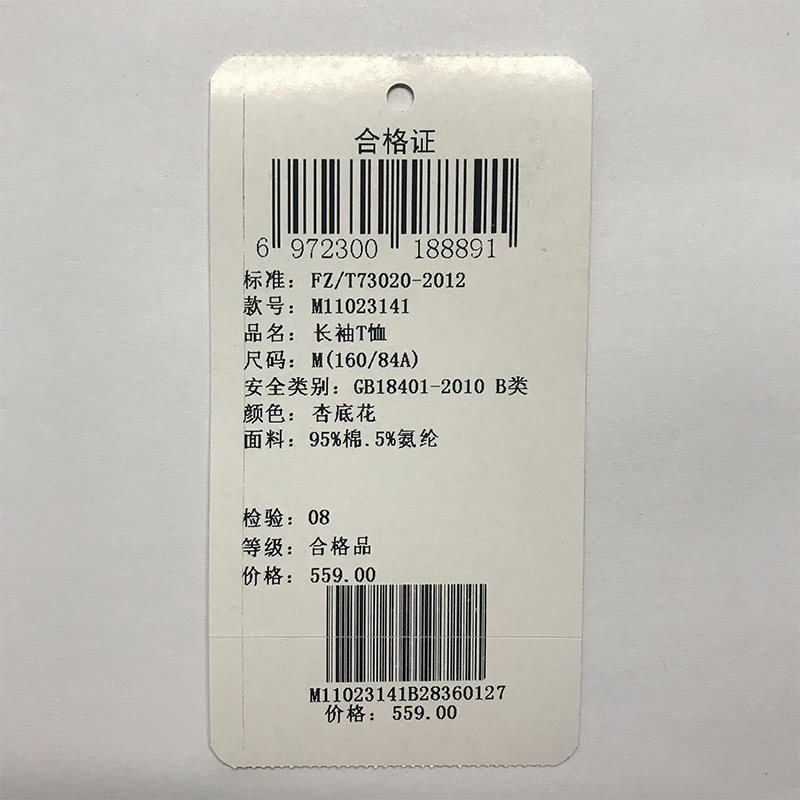 合格证
6 972300 188891
标准：FZ/T73020-2012
款号：M11023141
品名：长袖T恤
尺码：M(160/84A)
安全类别：GB18401-2010 B类
颜色：杏底花
面料：95%棉.5%氨纶
检验：08
等级：合格品
价格：559.00
M11023141B28360127
价格：559.00